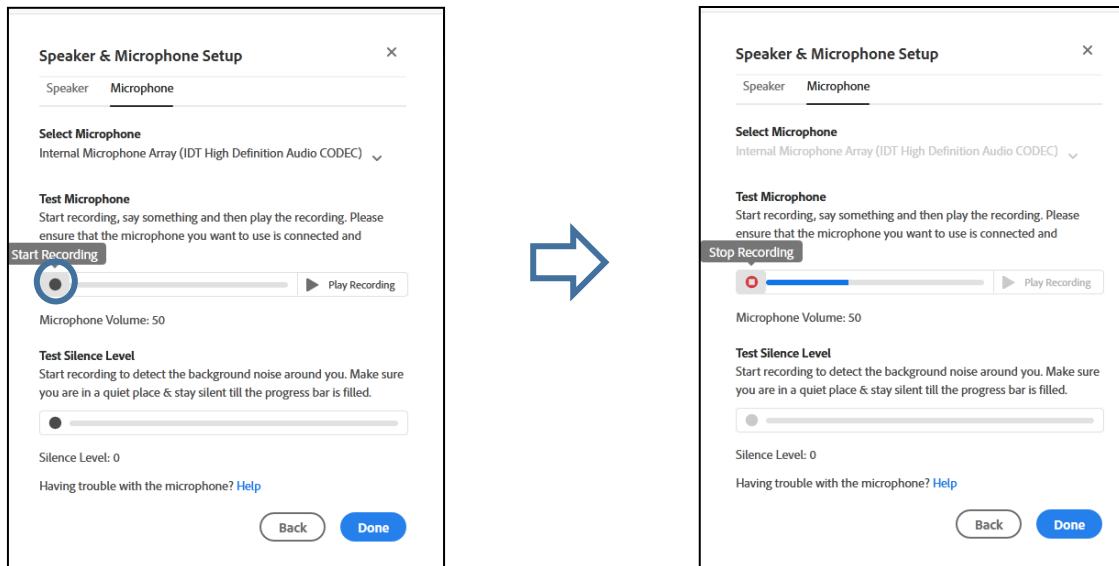 Speaker & Microphone Setup
Speaker Microphone
Select Microphone
Internal Microphone Array (IDT High Definition Audio CODEC)
Test Microphone
Start recording, say something and then play the recording. Please
ensure that the microphone you want to use is connected and
Start Recording
Play Recording
Microphone Volume: 50
Test Silence Level
Start recording to detect the background noise around you. Make sure
you are in a quiet place & stay silent till the progress bar is filled.
Silence Level: 0
Having trouble with the microphone? Help
Back Done
Speaker & Microphone Setup
Speaker Microphone
Select Microphone
Internal Microphone Array (IDT High Definition Audio CODEC)
Test Microphone
Start recording, say something and then play the recording. Please
ensure that the microphone you want to use is connected and
Stop Recording
Play Recording
Microphone Volume: 50
Test Silence Level
Start recording to detect the background noise around you. Make sure
you are in a quiet place & stay silent till the progress bar is filled.
Silence Level: 0
Having trouble with the microphone? Help
Back Done